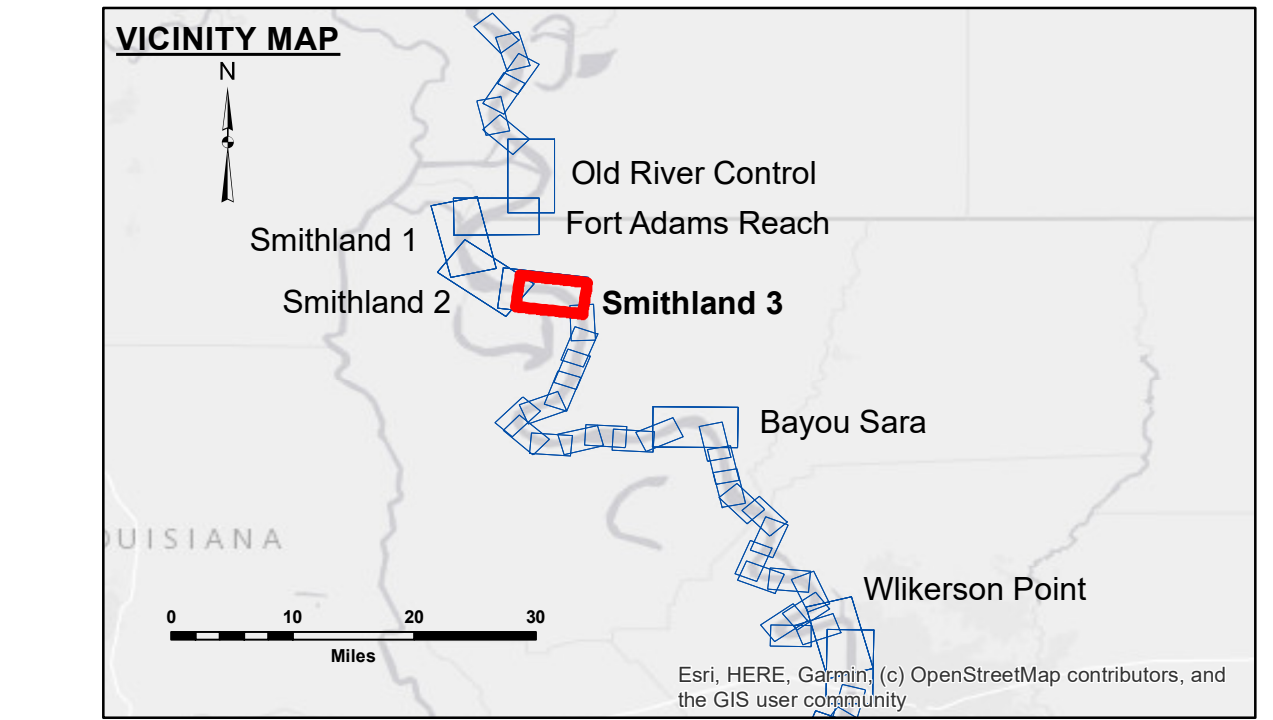 VICINITY MAP
N
Old River Control
Fort Adams Reach
Smithland 1
Smithland 2
Smithland 3
Bayou Sara
OUISIANA
Wlikerson Point
0 10 20 30
Miles
Esri, HERE, Garmin, (c) OpenStreetMap contributors, and
the GIS user community